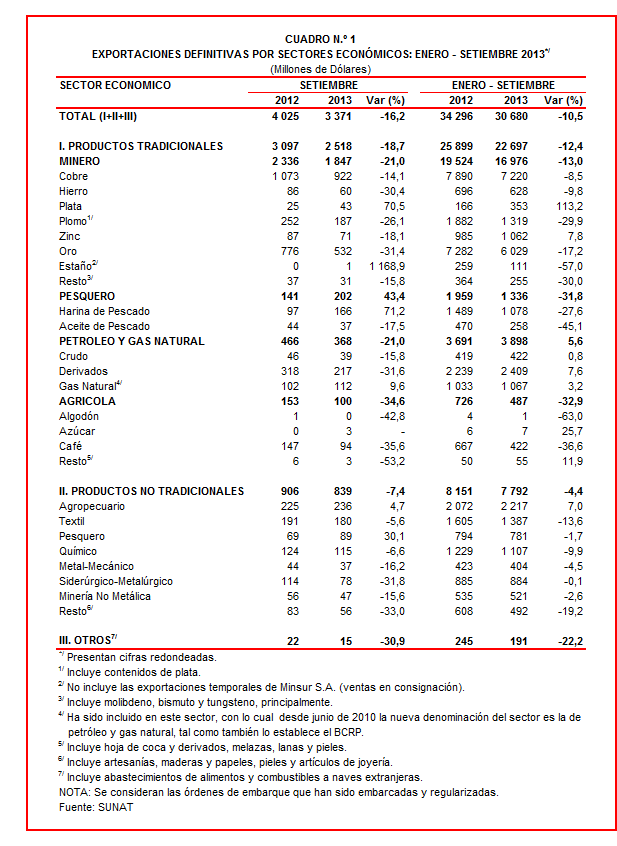 CUADRO N.º 1
EXPORTACIONES DEFINITIVAS POR SECTORES ECONÓMICOS: ENERO - SETIEMBRE 2013*/
(Millones de Dólares)
SECTOR ECONOMICO SETIEMBRE ENERO - SETIEMBRE
2012 2013 Var (%) 2012 2013 Var (%)
TOTAL (I+II+III) 4 025 3 371 -16,2 34 296 30 680 -10,5
I. PRODUCTOS TRADICIONALES 3 097 2 518 -18,7 25 899 22 697 -12,4
MINERO 2 336 1 847 -21,0 19 524 16 976 -13,0
Cobre 1 073 922 -14,1 7 890 7 220 -8,5
Hierro 86 60 -30,4 696 628 -9,8
Plata 25 43 70,5 166 353 113,2
Plomo1/ 252 187 -26,1 1 882 1 319 -29,9
Zinc 87 71 -18,1 985 1 062 7,8
Oro 776 532 -31,4 7 282 6 029 -17,2
Estaño2/ 0 1 1 168,9 259 111 -57,0
Resto3/ 37 31 -15,8 364 255 -30,0
PESQUERO 141 202 43,4 1 959 1 336 -31,8
Harina de Pescado 97 166 71,2 1 489 1 078 -27,6
Aceite de Pescado 44 37 -17,5 470 258 -45,1
PETROLEO Y GAS NATURAL 466 368 -21,0 3 691 3 898 5,6
Crudo 46 39 -15,8 419 422 0,8
Derivados 318 217 -31,6 2 239 2 409 7,6
Gas Natural4/ 102 112 9,6 1 033 1 067 3,2
AGRICOLA 153 100 -34,6 726 487 -32,9
Algodón 1 0 -42,8 4 1 -63,0
Azúcar 0 3 - 6 7 25,7
Café 147 94 -35,6 667 422 -36,6
Resto5/ 6 3 -53,2 50 55 11,9
II. PRODUCTOS NO TRADICIONALES 906 839 -7,4 8 151 7 792 -4,4
Agropecuario 225 236 4,7 2 072 2 217 7,0
Textil 191 180 -5,6 1 605 1 387 -13,6
Pesquero 69 89 30,1 794 781 -1,7
Químico 124 115 -6,6 1 229 1 107 -9,9
Metal-Mecánico 44 37 -16,2 423 404 -4,5
Siderúrgico-Metalúrgico 114 78 -31,8 885 884 -0,1
Minería No Metálica 56 47 -15,6 535 521 -2,6
Resto6/ 83 56 -33,0 608 492 -19,2
III. OTROS7/ 22 15 -30,9 245 191 -22,2
*/ Presentan cifras redondeadas.
1/ Incluye contenidos de plata.
2/ No incluye las exportaciones temporales de Minsur S.A. (ventas en consignación).
3/ Incluye molibdeno, bismuto y tungsteno, principalmente.
4/ Ha sido incluido en este sector, con lo cual desde junio de 2010 la nueva denominación del sector es la de
petróleo y gas natural, tal como también lo establece el BCRP.
5/ Incluye hoja de coca y derivados, melazas, lanas y pieles.
6/ Incluye artesanías, maderas y papeles, pieles y artículos de joyería.
7/ Incluye abastecimientos de alimentos y combustibles a naves extranjeras.
NOTA: Se consideran las órdenes de embarque que han sido embarcadas y regularizadas.
Fuente: SUNAT